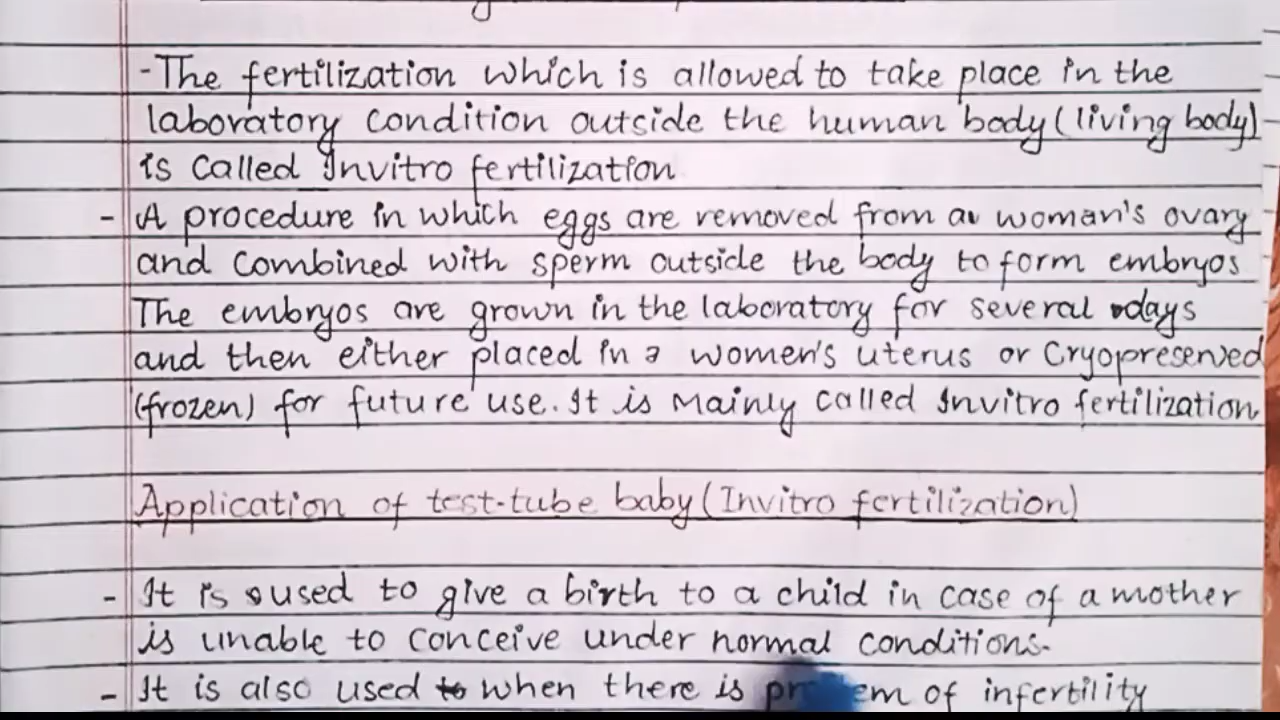 -The fertilization which is allowed to take place in the
laboratory condition outside the human body (living body)
is called Invitro fertilization
- A procedure in which eggs are removed from a woman's ovary
and combined with sperm outside the body to form embryos
The embryos are grown in the laboratory for several days
and then either placed in a women's uterus or Cryopreserved
(frozen) for future use. It is mainly called Invitro fertilization
Application of test-tube baby (Invitro fertilization)
- It is used to give a birth to a child in case of a mother
is unable to conceive under normal conditions.
- It is also used when there is of infertility